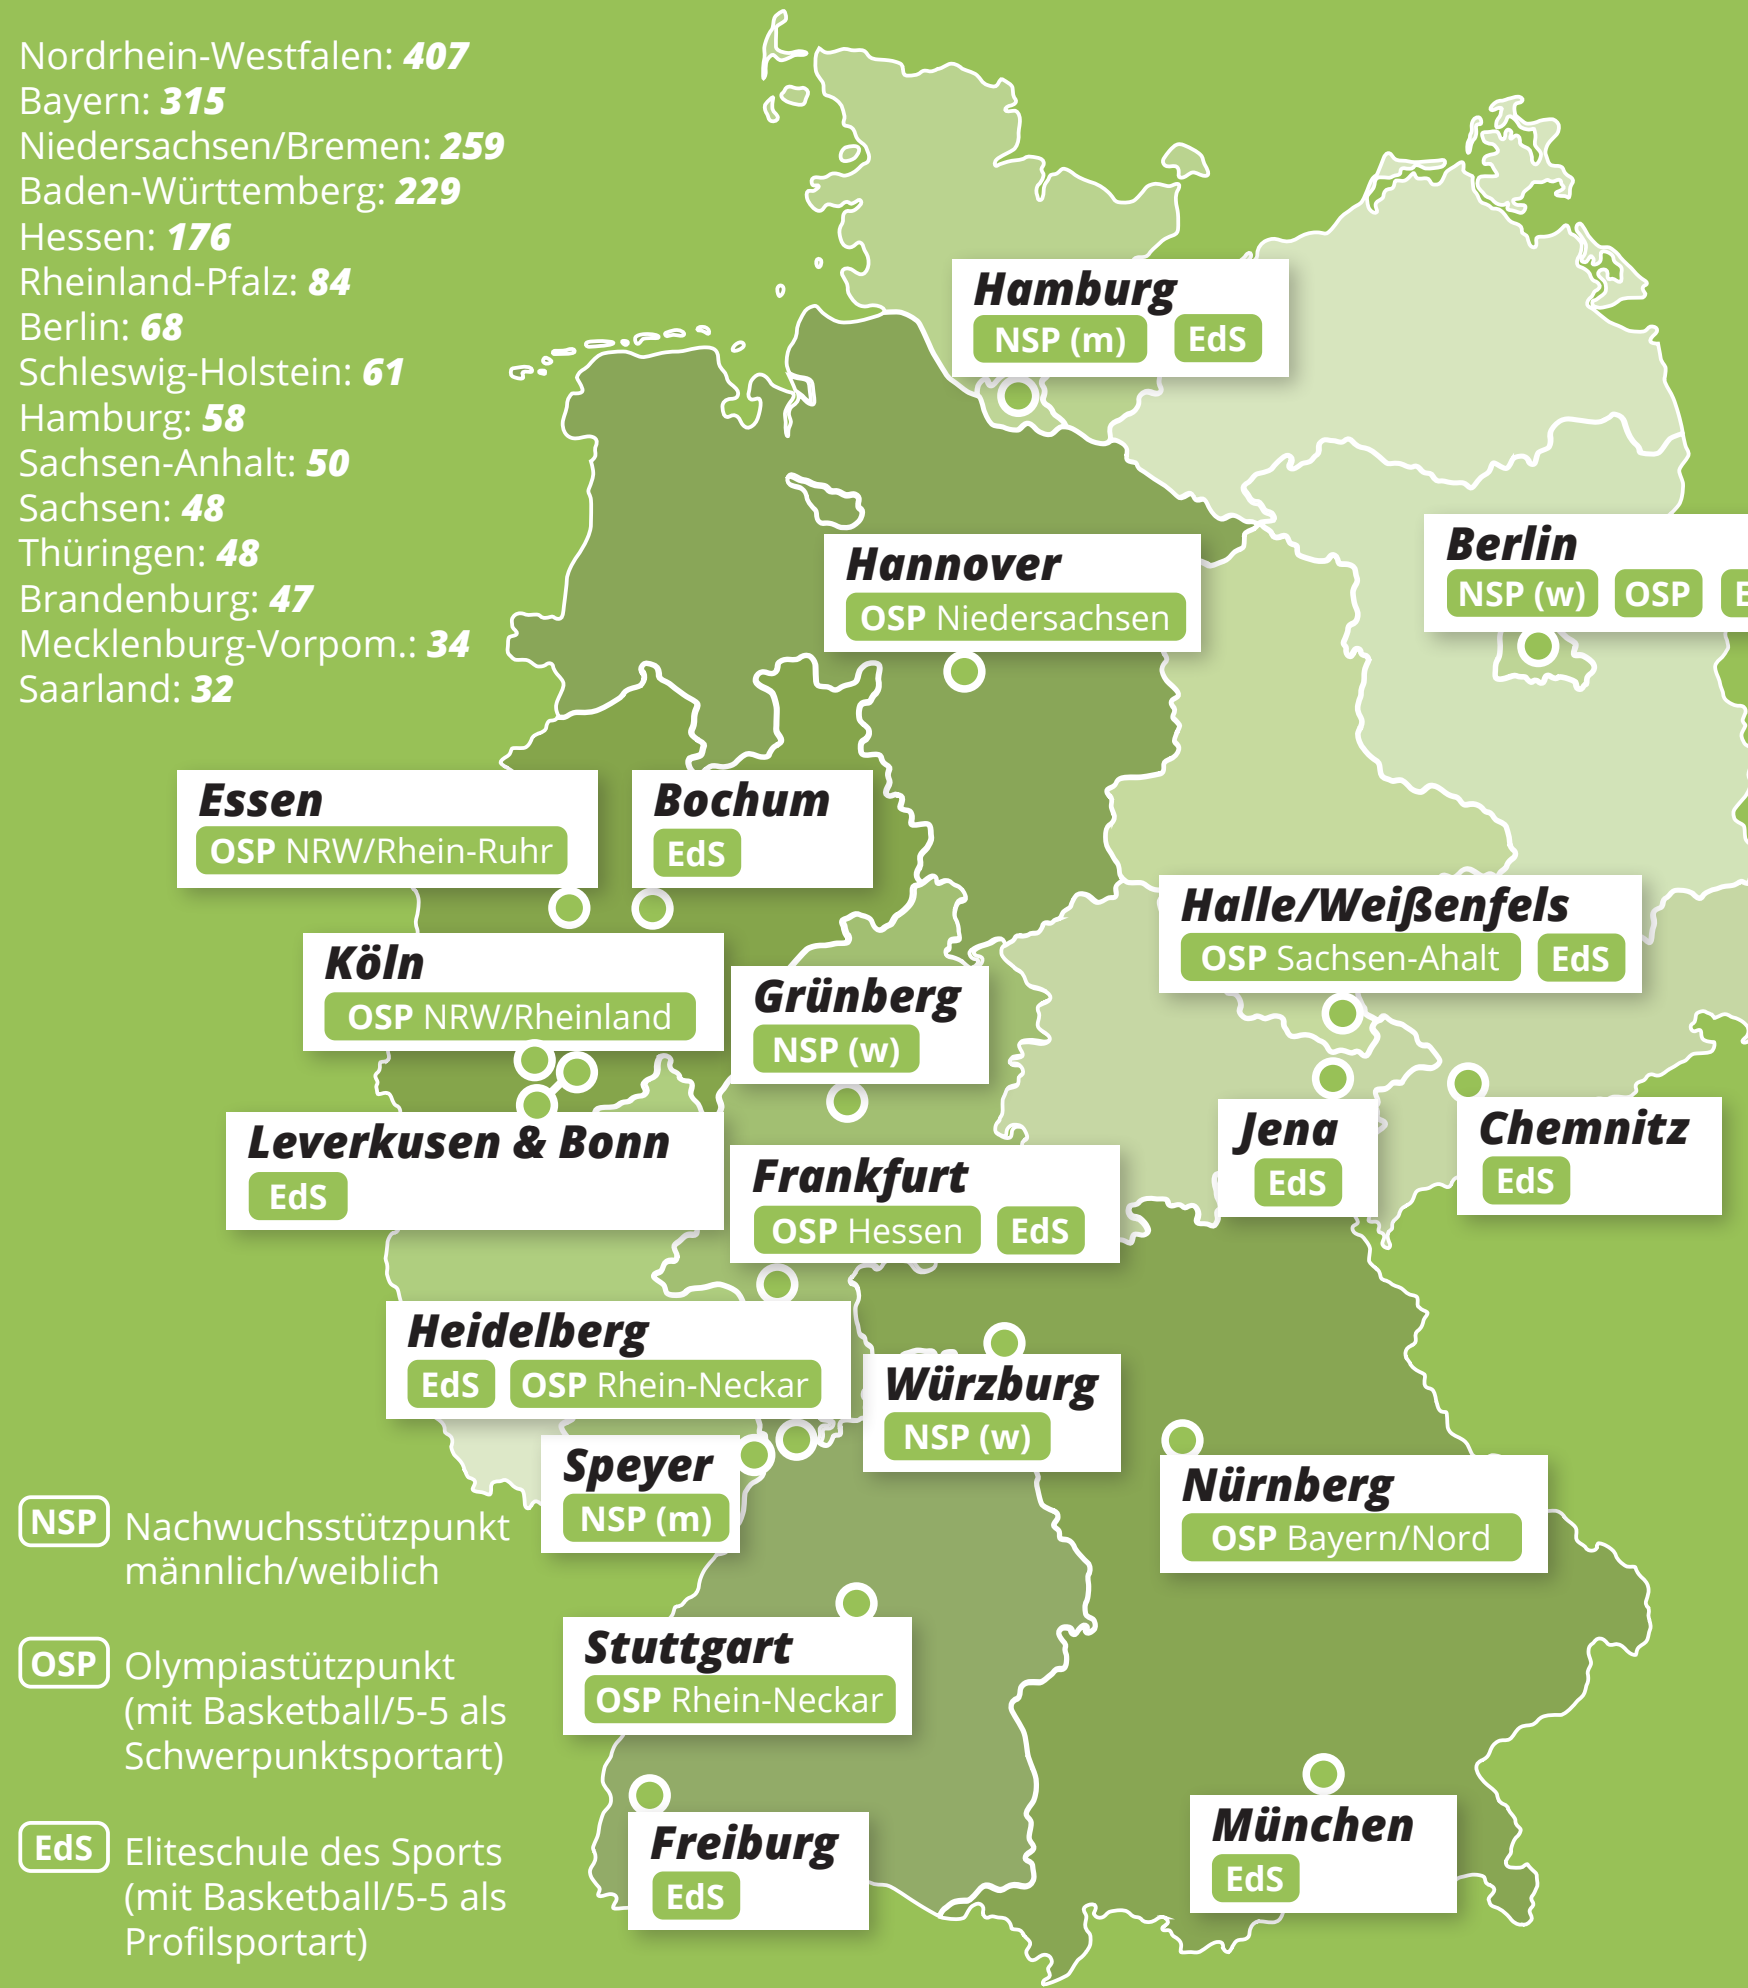 Nordrhein-Westfalen: 407
Bayern: 315
Niedersachsen/Bremen: 259
Baden-Württemberg: 229
Hessen: 176
Rheinland-Pfalz: 84
Berlin: 68
Schleswig-Holstein: 61
Hamburg: 58
Sachsen-Anhalt: 50
Sachsen: 48
Thüringen: 48
Brandenburg: 47
Mecklenburg-Vorpom.: 34
Saarland: 32
Hamburg
NSP (m) EdS
Hannover
OSP Niedersachsen
Berlin
NSP (w) OSP E
Essen
OSP NRW/Rhein-Ruhr
Bochum
EdS
Halle/Weißenfels
OSP Sachsen-Ahalt EdS
Köln
OSP NRW/Rheinland
Grünberg
NSP (w)
Leverkusen & Bonn
EdS
Frankfurt
OSP Hessen EdS
Jena
EdS
Chemnitz
EdS
Heidelberg
EdS OSP Rhein-Neckar
Würzburg
NSP (w)
Speyer
NSP (m)
Nürnberg
OSP Bayern/Nord
Stuttgart
OSP Rhein-Neckar
Freiburg
EdS
München
EdS
NSP Nachwuchsstützpunkt
männlich/weiblich
OSP Olympiastützpunkt
(mit Basketball/5-5 als
Schwerpunktsportart)
EdS Eliteschule des Sports
(mit Basketball/5-5 als
Profilsportart)